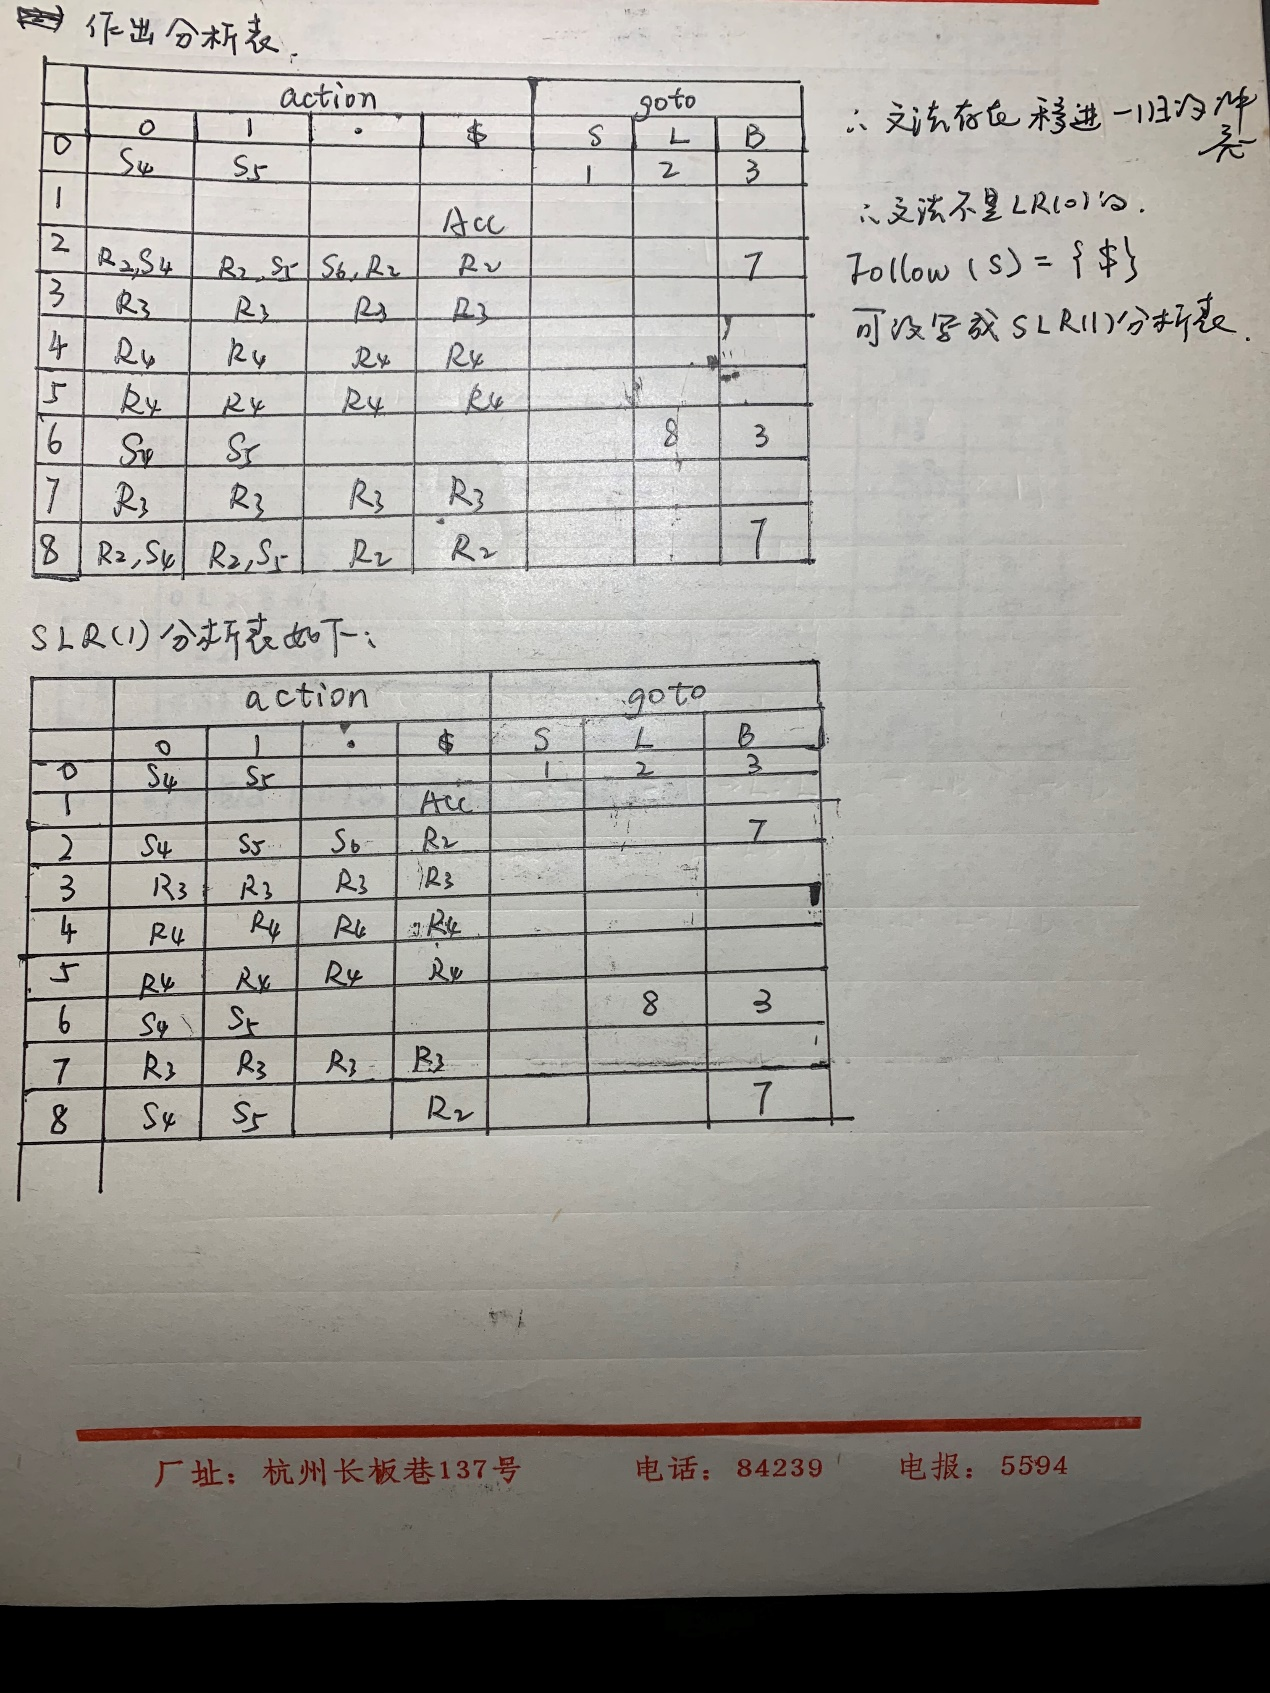 作出分析表.
action goto
0 1 · $ S L B
0 S4 S5 1 2 3
1 Acc
2 R2,S4 R2,S5 S6,R2 R2 7
3 R3 R3 R3 R3
4 R4 R4 R4 R4
5 R4 R4 R4 R4
6 S4 S5 8 3
7 R3 R3 R3 R3
8 R2,S4 R2,S5 R2 R2 7
∴文法存在移进-归约冲
突
∴文法不是LR(0)的.
Follow(S)={$}
可改写成SLR(1)分析表.
SLR(1)分析表如下:
action goto
0 1 · $ S L B
0 S4 S5 1 2 3
1 Acc
2 S4 S5 S6 R2 7
3 R3 R3 R3 R3
4 R4 R4 R4 R4
5 R4 R4 R4 R4
6 S4 S5 8 3
7 R3 R3 R3 R3
8 S4 S5 R2 7
厂址：杭州长板巷137号 电话：84239 电报：5594